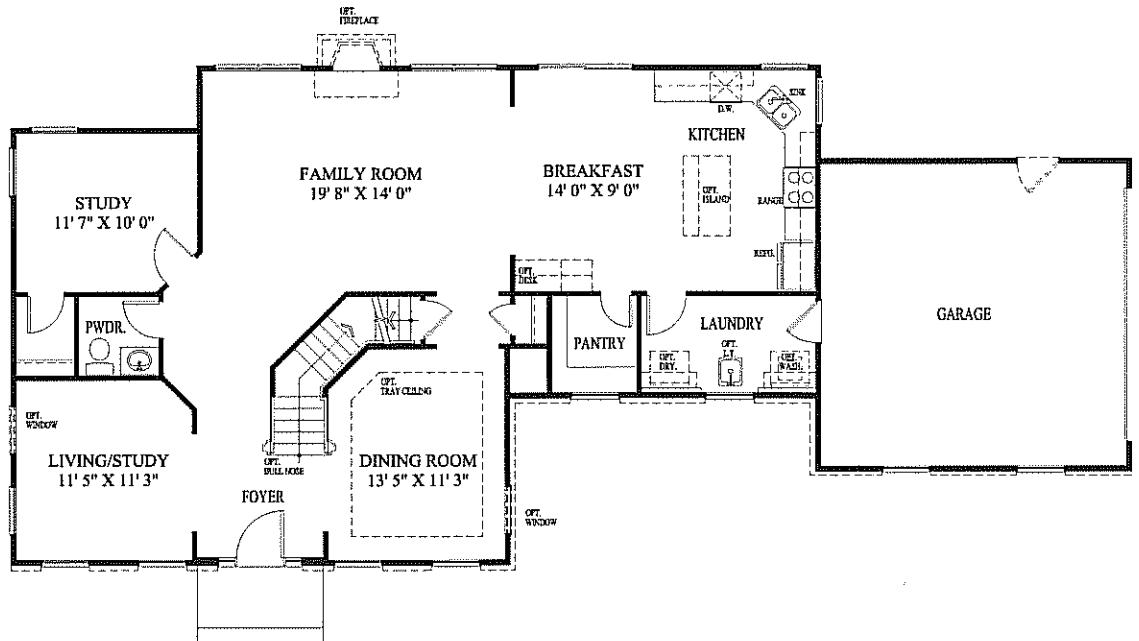 OPT.
FIREPLACE
D.W.
SINK
KITCHEN
FAMILY ROOM
19' 8" X 14' 0"
BREAKFAST
14' 0" X 9' 0"
OPT.
ISLAND
RANGE
STUDY
11' 7" X 10' 0"
REFG.
OPT.
DESK
PWDR.
LAUNDRY
GARAGE
PANTRY
OPT.
DRY.
OPT.
L.T.
OPT.
WASH.
OPT.
TRAY CEILING
OPT.
WINDOW
LIVING/STUDY
11' 5" X 11' 3"
OPT.
BULL NOSE
DINING ROOM
13' 5" X 11' 3"
FOYER
OPT.
WINDOW